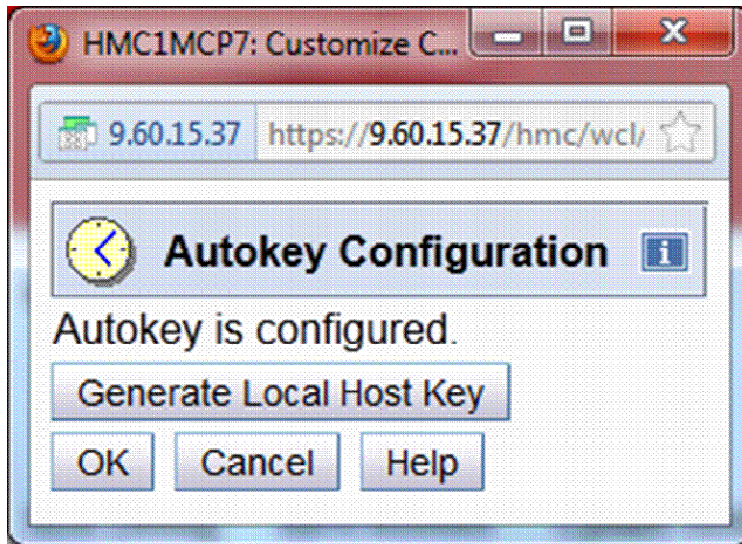 HMC1MCP7: Customize C...
9.60.15.37 https://9.60.15.37/hmc/wcl/
Autokey Configuration i
Autokey is configured.
Generate Local Host Key
OK Cancel Help